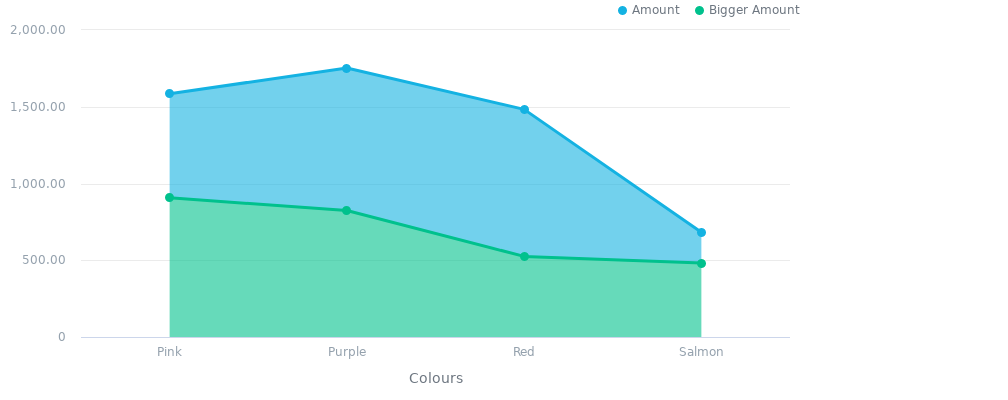 Amount Bigger Amount
2,000.00
1,500.00
1,000.00
500.00
0
Pink Purple Red Salmon
Colours